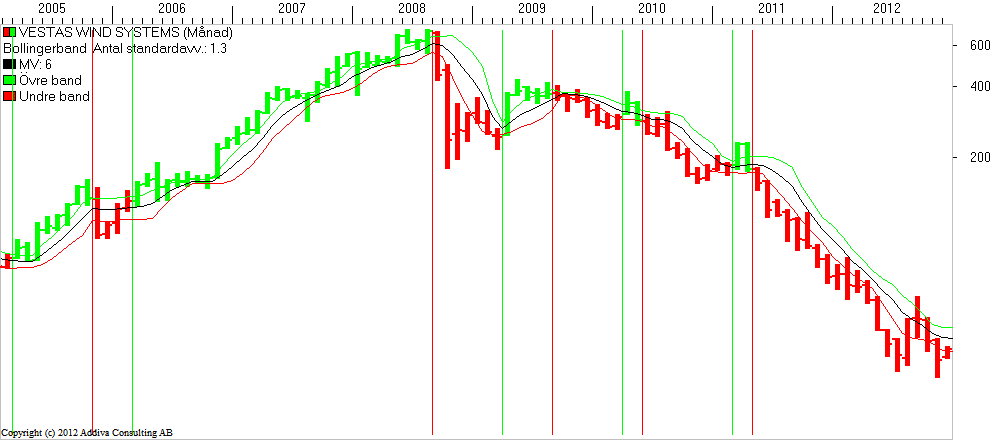 2005 2006 2007 2008 2009 2010 2011 2012
VESTAS WIND SYSTEMS (Månad)
Bollingerband Antal standardavv.: 1.3
MV: 6
Övre band
Undre band
600
400
200
Copyright (c) 2012 Addiva Consulting AB